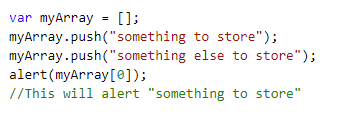 var myArray = [];
myArray.push("something to store");
myArray.push("something else to store");
alert(myArray[0]);
//This will alert "something to store"